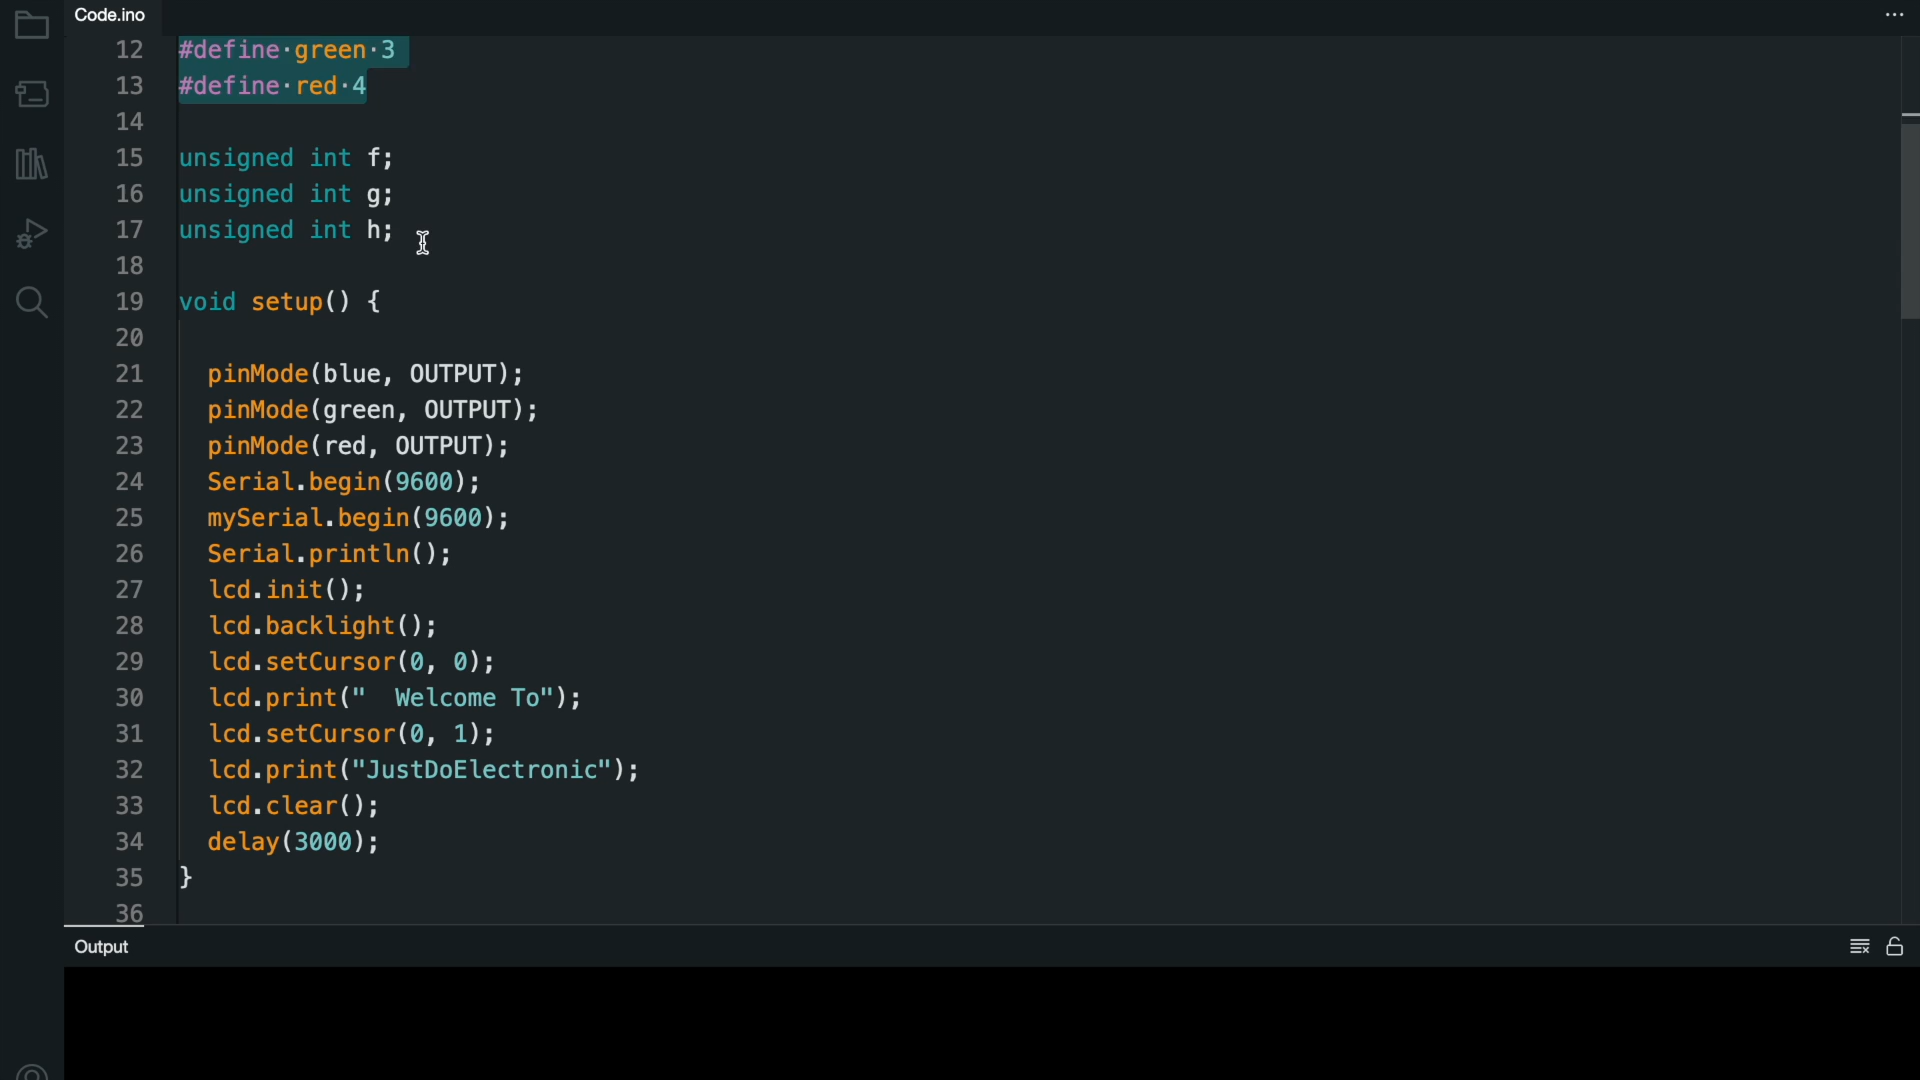 Code.ino
12 #define·green·3
13 #define·red·4
14
15 unsigned int f;
16 unsigned int g;
17 unsigned int h;
18
19 void setup() {
20
21   pinMode(blue, OUTPUT);
22   pinMode(green, OUTPUT);
23   pinMode(red, OUTPUT);
24   Serial.begin(9600);
25   mySerial.begin(9600);
26   Serial.println();
27   lcd.init();
28   lcd.backlight();
29   lcd.setCursor(0, 0);
30   lcd.print("  Welcome To");
31   lcd.setCursor(0, 1);
32   lcd.print("JustDoElectronic");
33   lcd.clear();
34   delay(3000);
35 }
36
Output